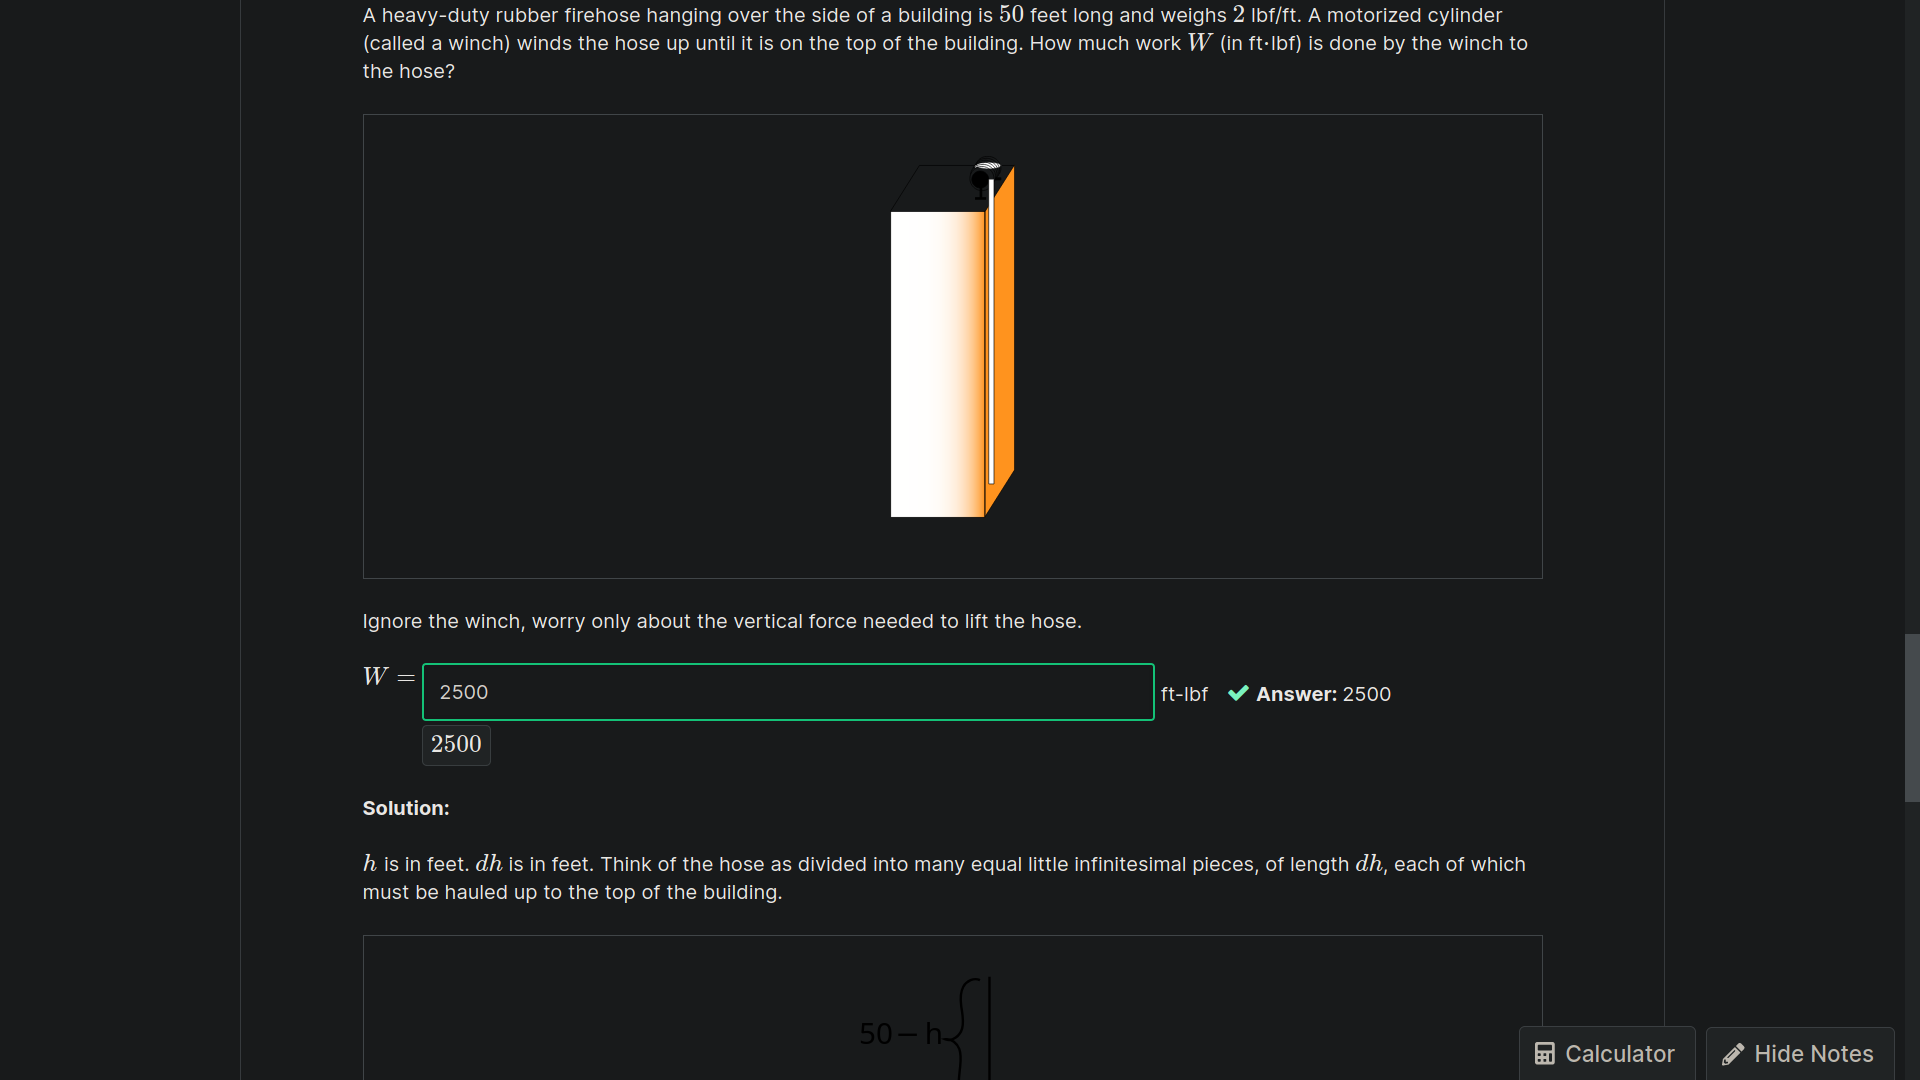 A heavy-duty rubber firehose hanging over the side of a building is 50 feet long and weighs 2 lbf/ft. A motorized cylinder
(called a winch) winds the hose up until it is on the top of the building. How much work W (in ft·lbf) is done by the winch to
the hose?
Ignore the winch, worry only about the vertical force needed to lift the hose.
W = 2500 ft-lbf Answer: 2500
2500
Solution:
h is in feet. dh is in feet. Think of the hose as divided into many equal little infinitesimal pieces, of length dh, each of which
must be hauled up to the top of the building.
50 – h
Calculator Hide Notes